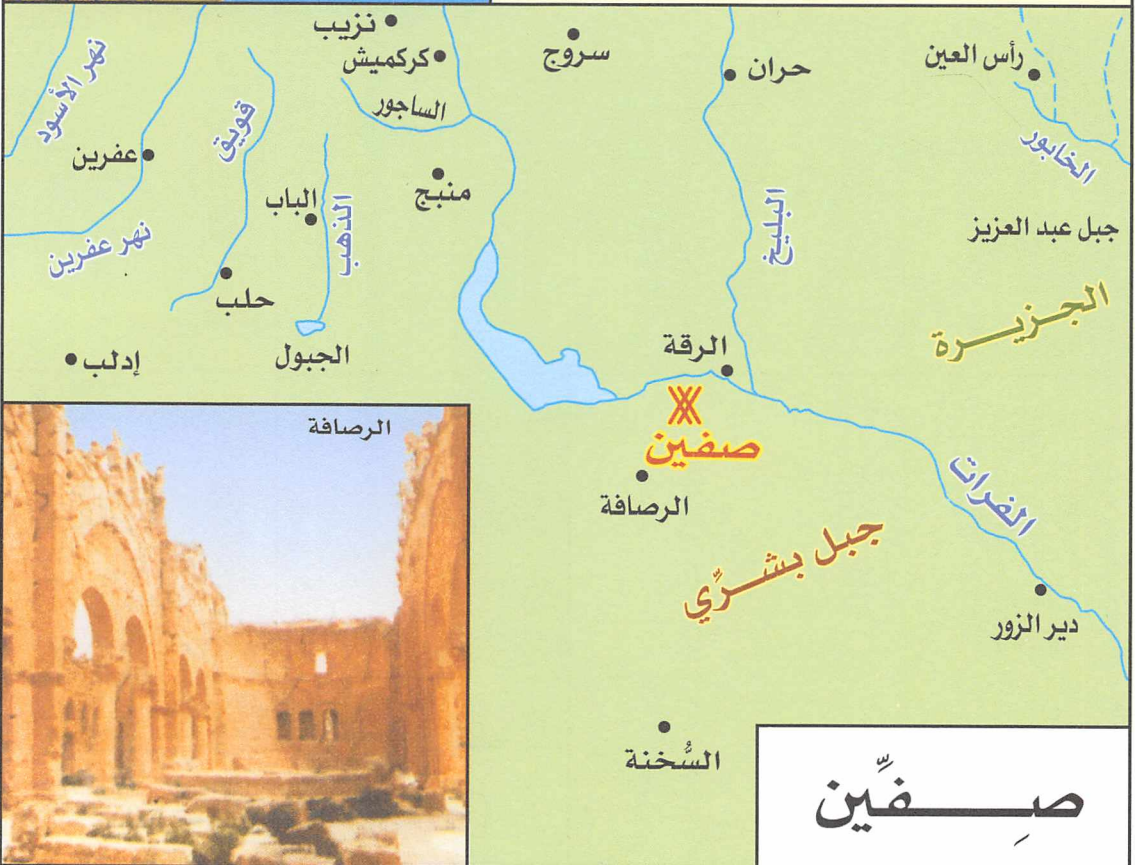 نزيب
كركميش
الساجور
سروج
حران
رأس العين
الخابور
نهر الأسود
عفرين
قويق
نهر عفرين
الباب
الذهب
منبج
البليخ
جبل عبد العزيز
الجزيرة
حلب
الجبول
إدلب
الرقة
صفين
الرصافة
الفرات
جبل بشرِّي
دير الزور
السُّخنة
الرصافة
صِفِّين